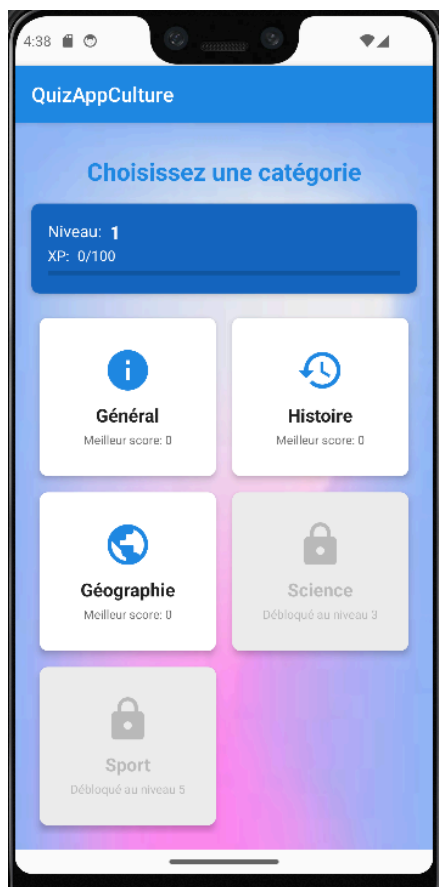 4:38
QuizAppCulture
Choisissez une catégorie
Niveau: 1
XP: 0/100
Général
Meilleur score: 0
Histoire
Meilleur score: 0
Géographie
Meilleur score: 0
Science
Débloqué au niveau 3
Sport
Débloqué au niveau 5